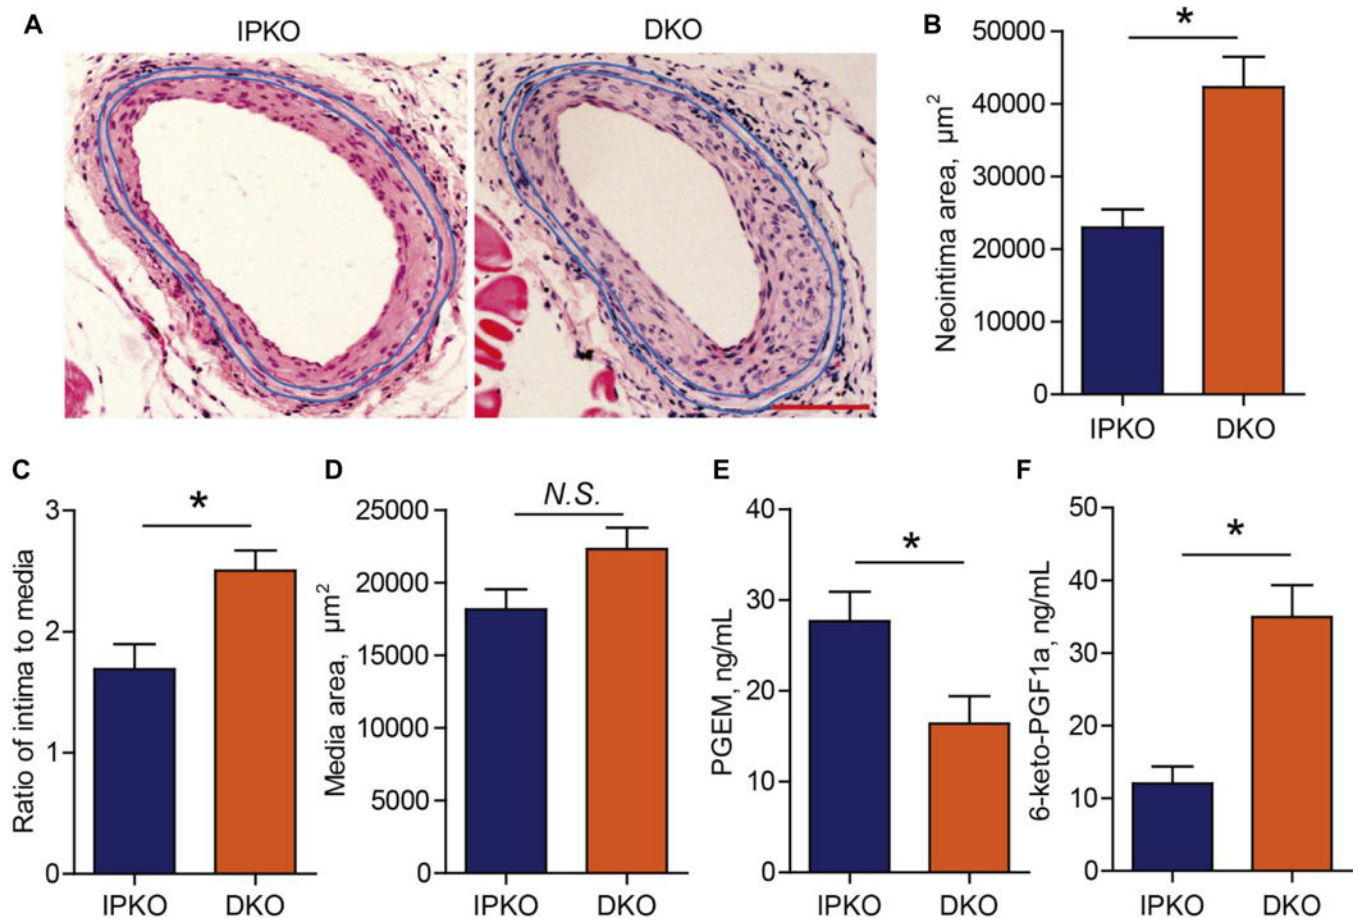 A
IPKO
DKO
B
Neointima area, µm²
50000
40000
30000
20000
10000
0
*
IPKO
DKO
C
Ratio of intima to media
3
2
1
0
*
IPKO
DKO
D
Media area, µm²
25000
20000
15000
10000
5000
0
N.S.
IPKO
DKO
E
PGEM, ng/mL
40
30
20
10
0
*
IPKO
DKO
F
6-keto-PGF1a, ng/mL
50
40
30
20
10
0
*
IPKO
DKO